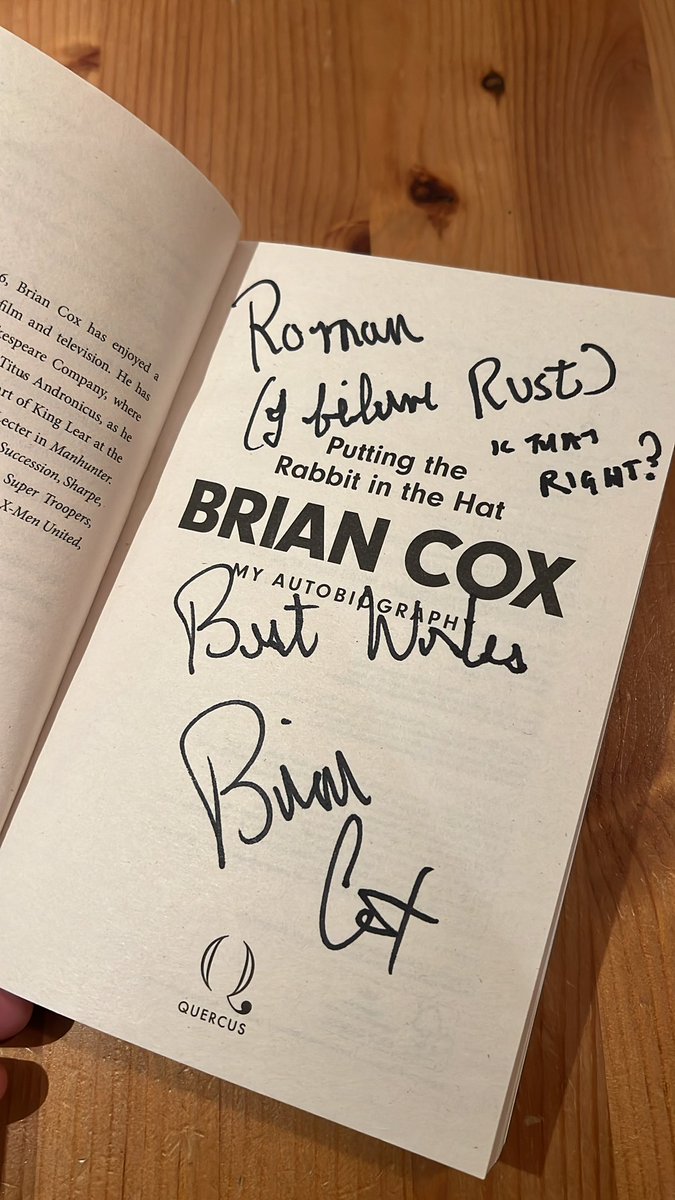 6, Brian Cox has enjoyed a
film and television. He has
kespeare Company, where
Titus Andronicus, as he
art of King Lear at the
ecter in Manhunter.
Succession, Sharpe,
Super Troopers,
X-Men United,
Roman
(I believe Rust)
is THAT
RIGHT?
Putting the
Rabbit in the Hat
BRIAN COX
MY AUTOBIOGRAPHY
Best Wishes
Brian
Cox
Q
QUERCUS